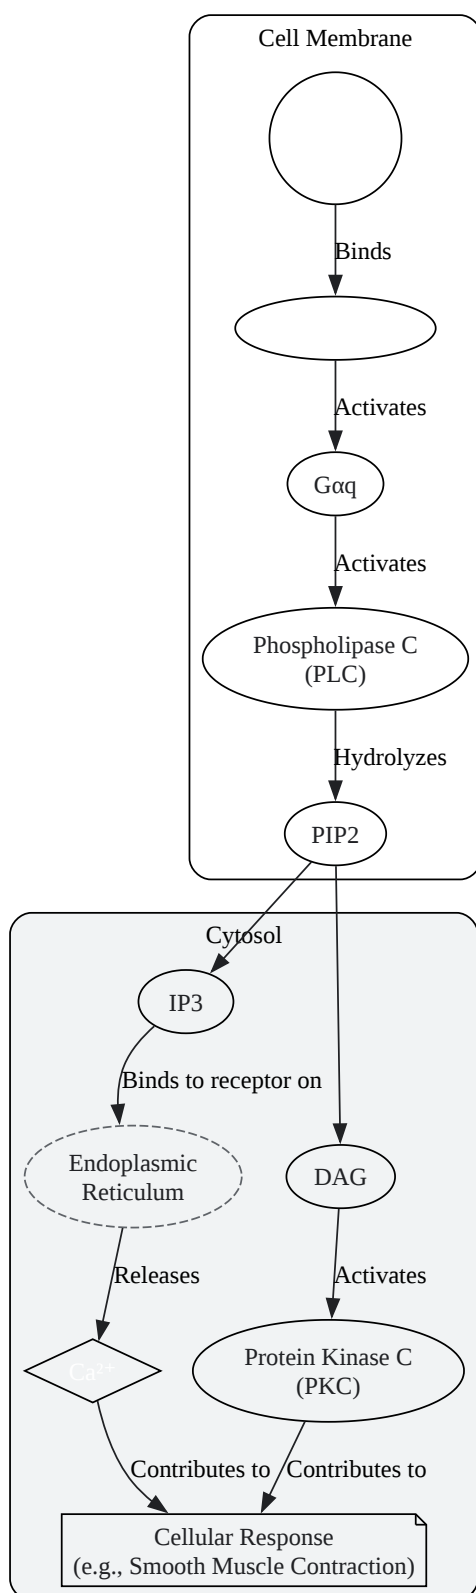 Cell Membrane
Binds
Activates
Gαq
Activates
Phospholipase C
(PLC)
Hydrolyzes
PIP2
Cytosol
IP3
Binds to receptor on
Endoplasmic
Reticulum
DAG
Releases
Activates
Ca²⁺
Protein Kinase C
(PKC)
Contributes to
Contributes to
Cellular Response
(e.g., Smooth Muscle Contraction)